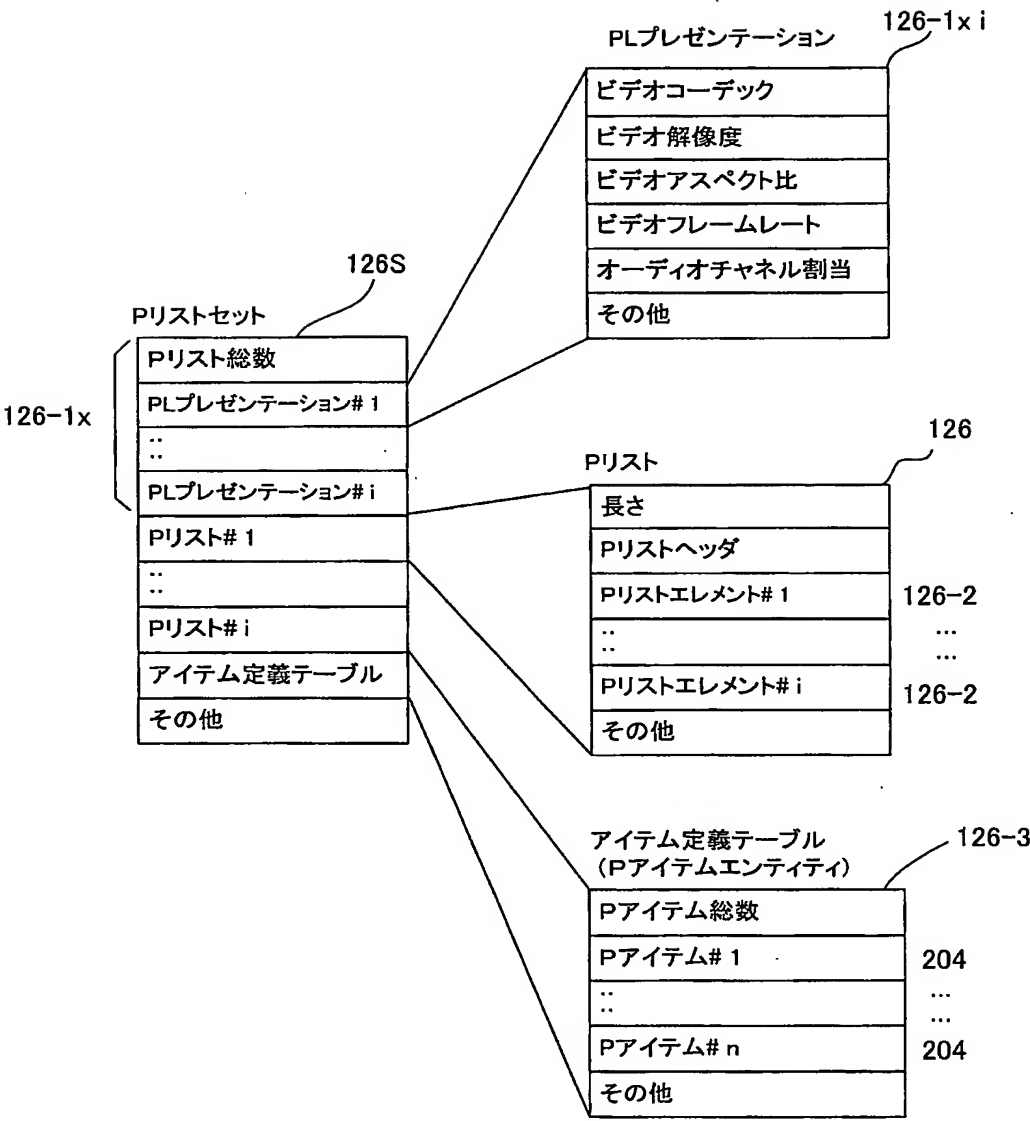 PLプレゼンテーション
126-1x i
ビデオコーデック
ビデオ解像度
ビデオアスペクト比
ビデオフレームレート
オーディオチャネル割当
その他
126S
Pリストセット
126-1x
Pリスト総数
PLプレゼンテーション#1
::
PLプレゼンテーション#i
Pリスト#1
::
Pリスト#i
アイテム定義テーブル
その他
126
Pリスト
長さ
Pリストヘッダ
Pリストエレメント#1 126-2
:: ...
...
Pリストエレメント#i 126-2
その他
アイテム定義テーブル
(Pアイテムエンティティ)
126-3
Pアイテム総数
Pアイテム#1 204
:: ...
...
Pアイテム#n 204
その他